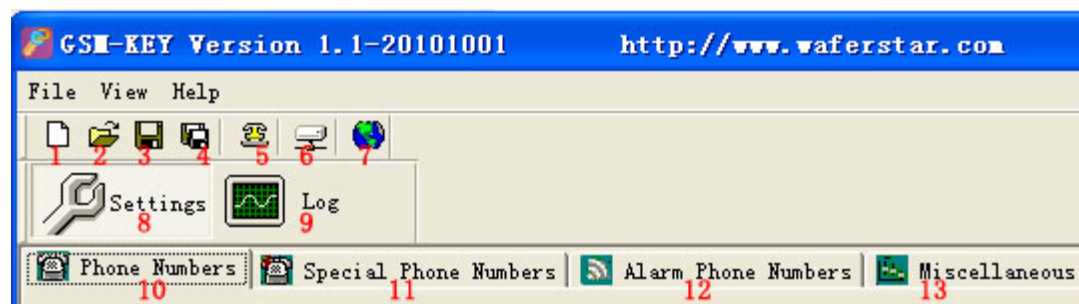 GSM-KEY Version 1.1-20101001 http://www.waferstar.com
File View Help
1 2 3 4 5 6 7
Settings Log
8 9
Phone Numbers Special Phone Numbers Alarm Phone Numbers Miscellaneous
10 11 12 13